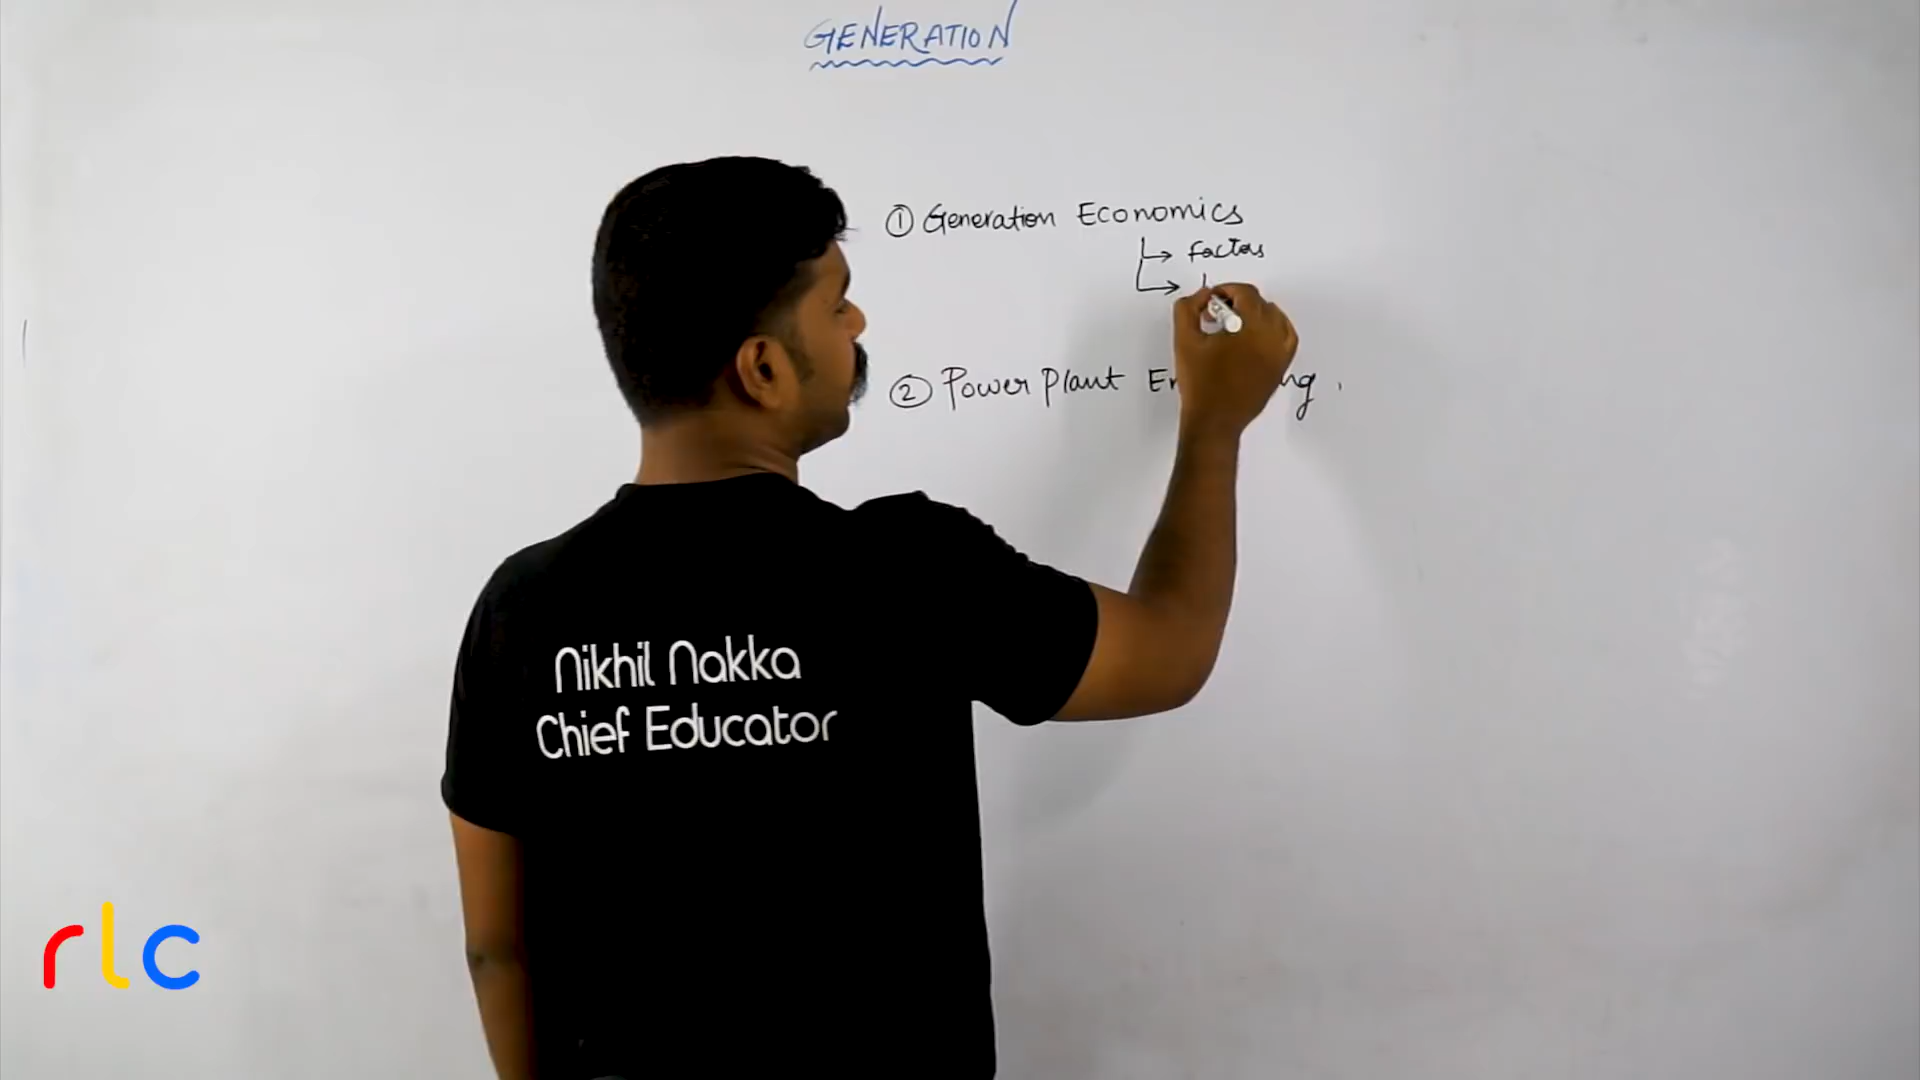 GENERATION
① Generation Economics
↳ Factors
② Power Plant
Nikhil Nakka
Chief Educator
rlc